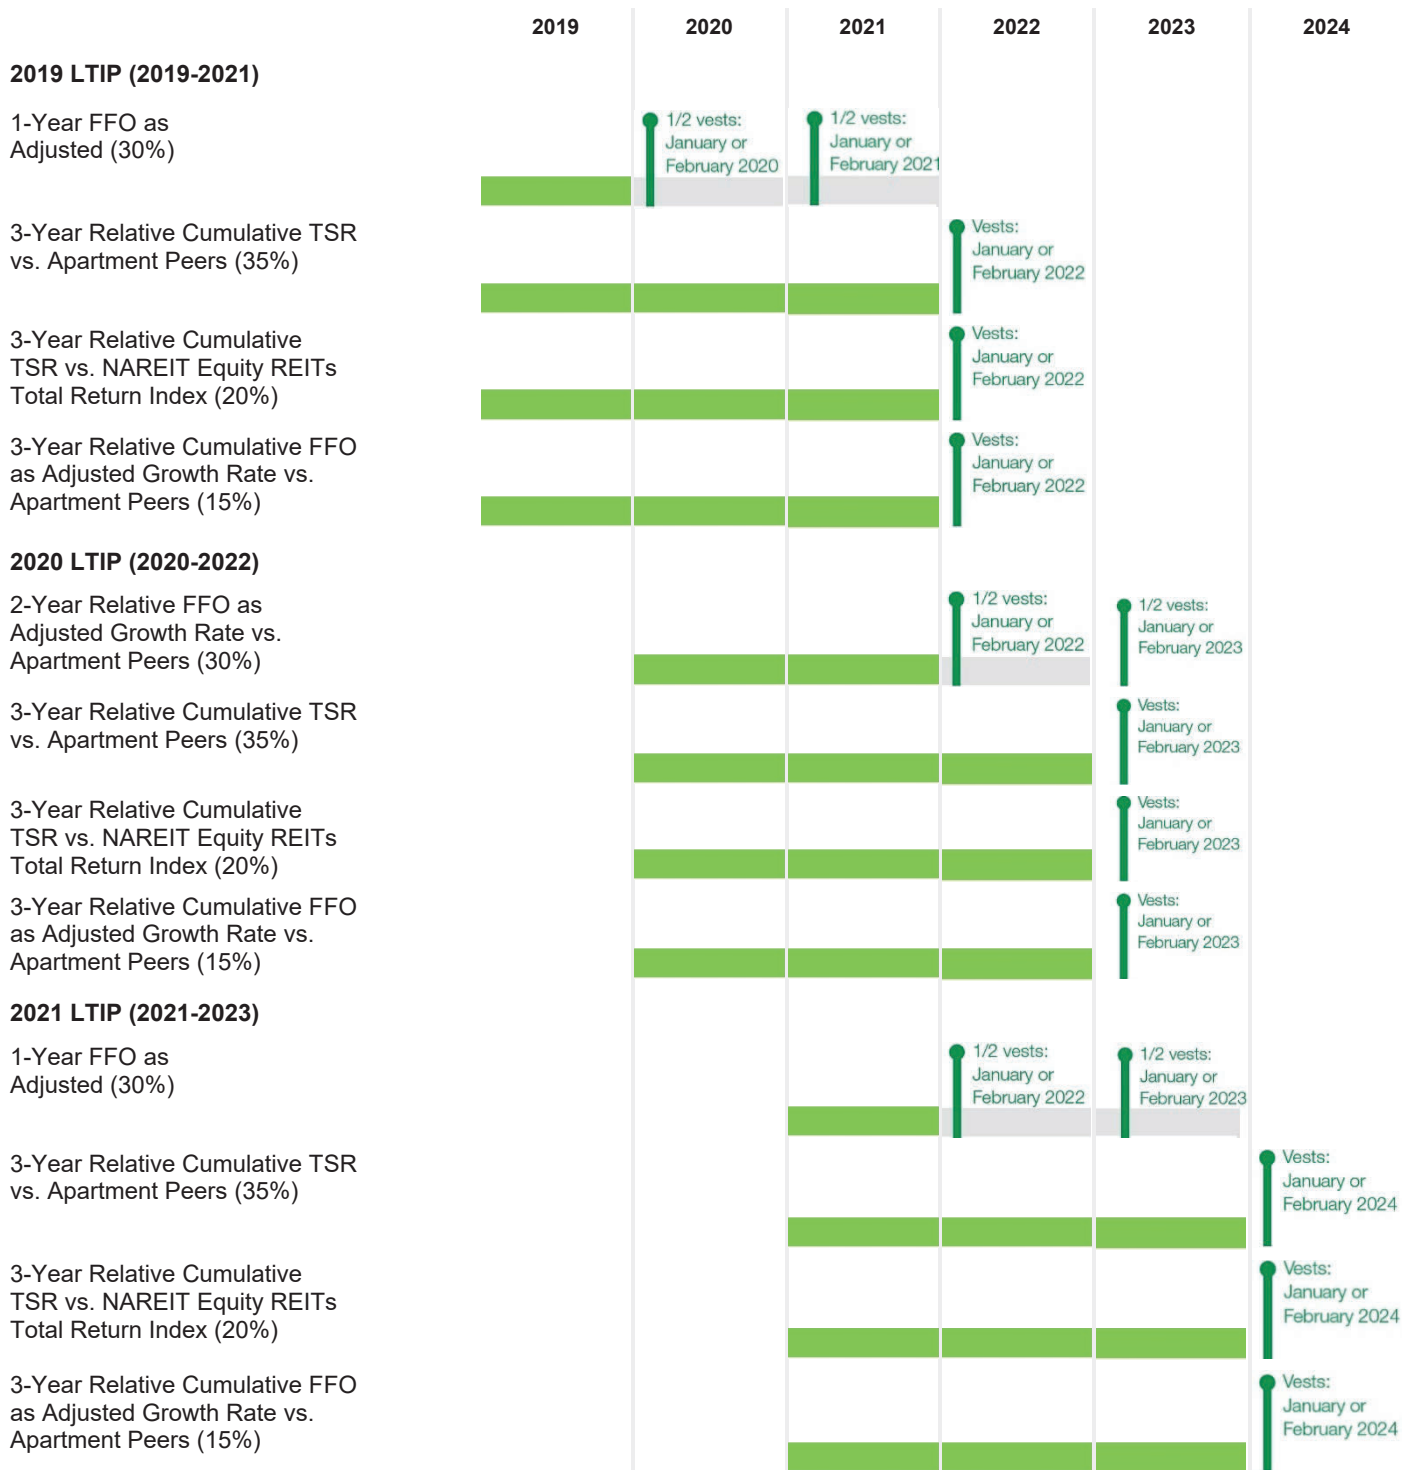 2019 2020 2021 2022 2023 2024
2019 LTIP (2019-2021)
1-Year FFO as
Adjusted (30%)
1/2 vests:
January or
February 2020
1/2 vests:
January or
February 2021
3-Year Relative Cumulative TSR
vs. Apartment Peers (35%)
Vests:
January or
February 2022
3-Year Relative Cumulative
TSR vs. NAREIT Equity REITs
Total Return Index (20%)
Vests:
January or
February 2022
3-Year Relative Cumulative FFO
as Adjusted Growth Rate vs.
Apartment Peers (15%)
Vests:
January or
February 2022
2020 LTIP (2020-2022)
2-Year Relative FFO as
Adjusted Growth Rate vs.
Apartment Peers (30%)
1/2 vests:
January or
February 2022
1/2 vests:
January or
February 2023
3-Year Relative Cumulative TSR
vs. Apartment Peers (35%)
Vests:
January or
February 2023
3-Year Relative Cumulative
TSR vs. NAREIT Equity REITs
Total Return Index (20%)
Vests:
January or
February 2023
3-Year Relative Cumulative FFO
as Adjusted Growth Rate vs.
Apartment Peers (15%)
Vests:
January or
February 2023
2021 LTIP (2021-2023)
1-Year FFO as
Adjusted (30%)
1/2 vests:
January or
February 2022
1/2 vests:
January or
February 2023
3-Year Relative Cumulative TSR
vs. Apartment Peers (35%)
Vests:
January or
February 2024
3-Year Relative Cumulative
TSR vs. NAREIT Equity REITs
Total Return Index (20%)
Vests:
January or
February 2024
3-Year Relative Cumulative FFO
as Adjusted Growth Rate vs.
Apartment Peers (15%)
Vests:
January or
February 2024